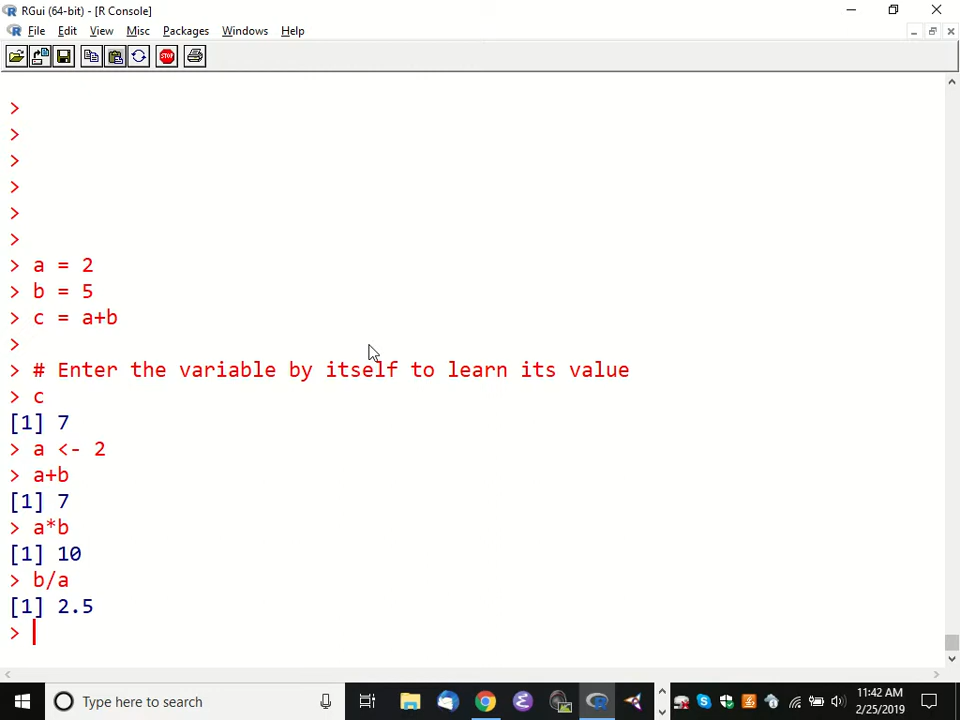 RGui (64-bit) - [R Console]
File Edit View Misc Packages Windows Help
STOP
>
>
>
>
>
>
> a = 2
> b = 5
> c = a+b
>
> # Enter the variable by itself to learn its value
> c
[1] 7
> a <- 2
> a+b
[1] 7
> a*b
[1] 10
> b/a
[1] 2.5
>
Type here to search
11:42 AM
2/25/2019